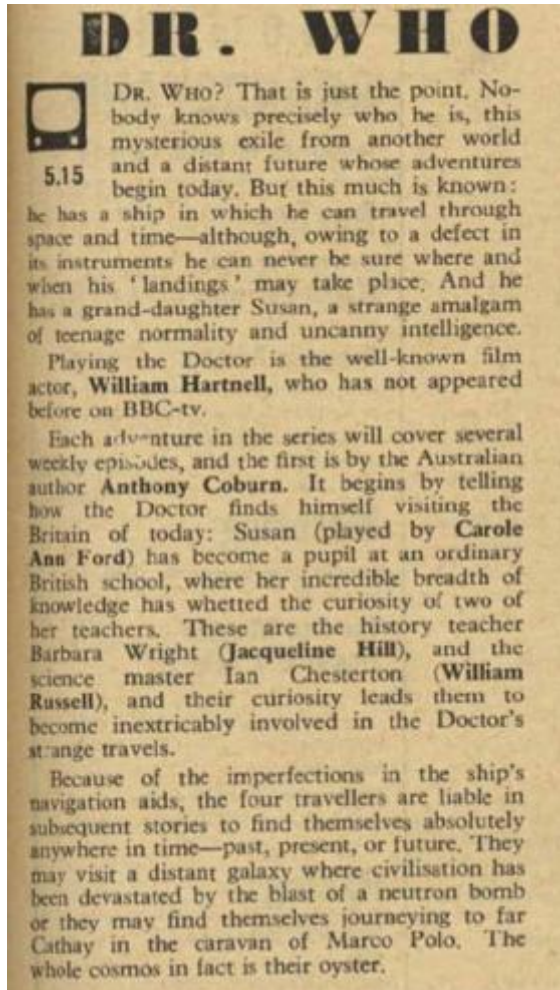 DR. WHO
DR. WHO? That is just the point. No-
body knows precisely who he is, this
mysterious exile from another world
and a distant future whose adventures
5.15
begin today. But this much is known:
he has a ship in which he can travel through
space and time—although, owing to a defect in
its instruments he can never be sure where and
when his 'landings' may take place. And he
has a grand-daughter Susan, a strange amalgam
of teenage normality and uncanny intelligence.
Playing the Doctor is the well-known film
actor, William Hartnell, who has not appeared
before on BBC-tv.
Each adventure in the series will cover several
weekly episodes, and the first is by the Australian
author Anthony Coburn. It begins by telling
how the Doctor finds himself visiting the
Britain of today: Susan (played by Carole
Ann Ford) has become a pupil at an ordinary
British school, where her incredible breadth of
knowledge has whetted the curiosity of two of
her teachers. These are the history teacher
Barbara Wright (Jacqueline Hill), and the
science master Ian Chesterton (William
Russell), and their curiosity leads them to
become inextricably involved in the Doctor's
strange travels.
Because of the imperfections in the ship's
navigation aids, the four travellers are liable in
subsequent stories to find themselves absolutely
anywhere in time—past, present, or future. They
may visit a distant galaxy where civilisation has
been devastated by the blast of a neutron bomb
or they may find themselves journeying to far
Cathay in the caravan of Marco Polo. The
whole cosmos in fact is their oyster.